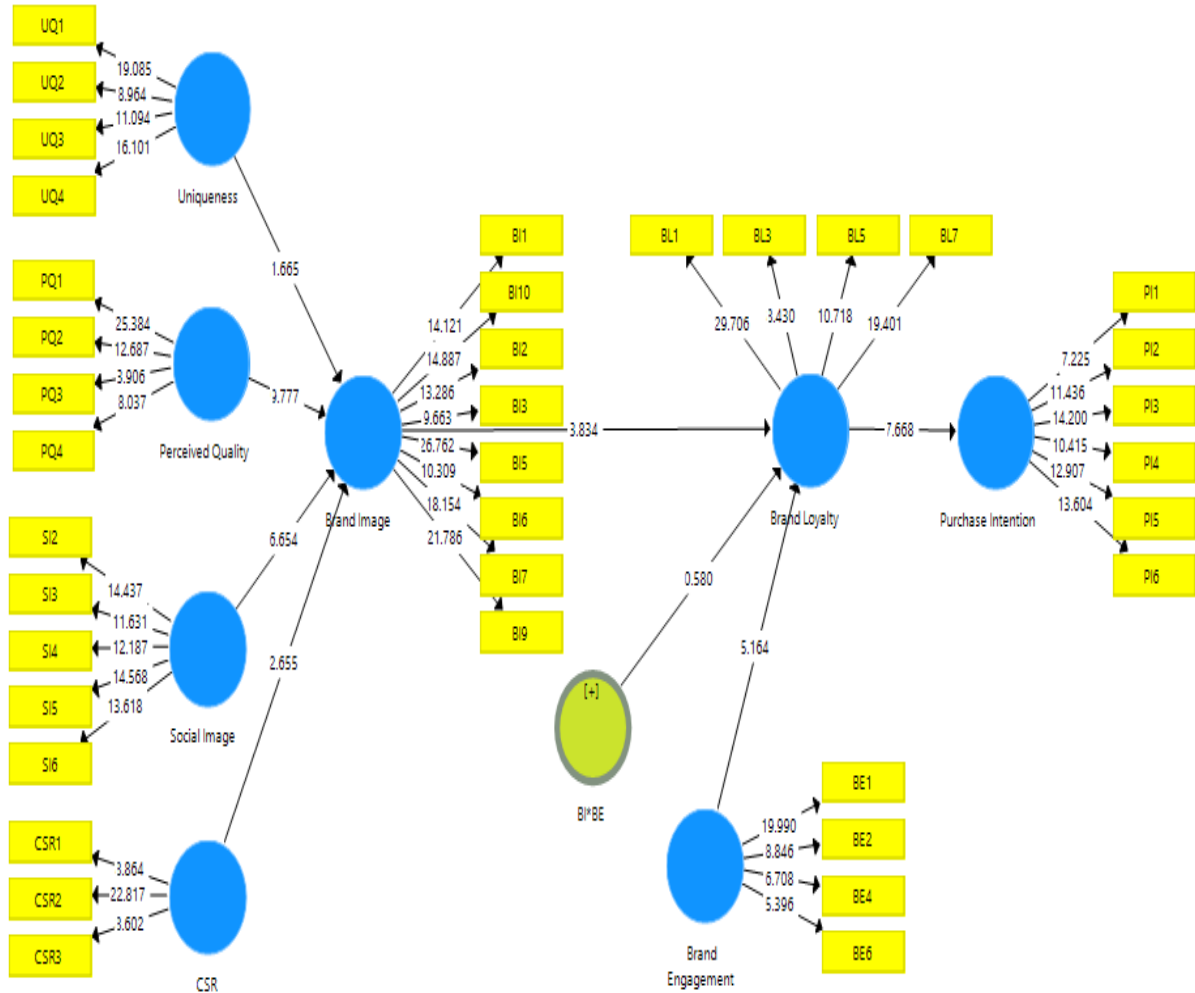 UQ1
UQ2
UQ3
UQ4
19.085
8.964
11.094
16.101
Uniqueness
1.665
PQ1
PQ2
PQ3
PQ4
25.384
12.687
3.906
8.037
Perceived Quality
9.777
SI2
SI3
SI4
SI5
SI6
14.437
11.631
12.187
14.568
13.618
Social Image
6.654
CSR1
CSR2
CSR3
3.864
22.817
3.602
CSR
2.655
Brand Image
BI1
BI10
BI2
BI3
BI5
BI6
BI7
BI9
14.121
14.887
13.286
9.663
26.762
10.309
18.154
21.786
3.834
BL1
BL3
BL5
BL7
29.706
3.430
10.718
19.401
Brand Loyalty
7.668
Purchase Intention
PI1
PI2
PI3
PI4
PI5
PI6
7.225
11.436
14.200
10.415
12.907
13.604
0.580
[+]
BI*BE
5.164
Brand
Engagement
BE1
BE2
BE4
BE6
19.990
8.846
6.708
5.396